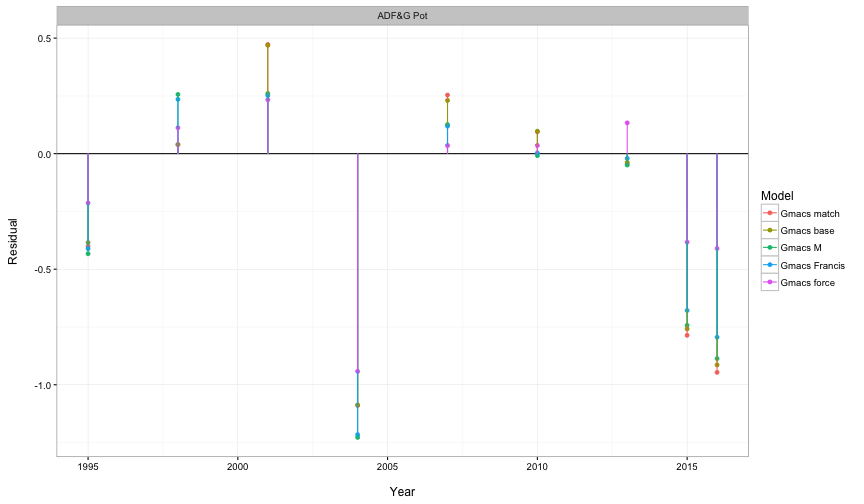 ADF&G Pot
0.5
0.0
-0.5
-1.0
Residual
1995
2000
2005
2010
2015
Year
Model
Gmacs match
Gmacs base
Gmacs M
Gmacs Francis
Gmacs force